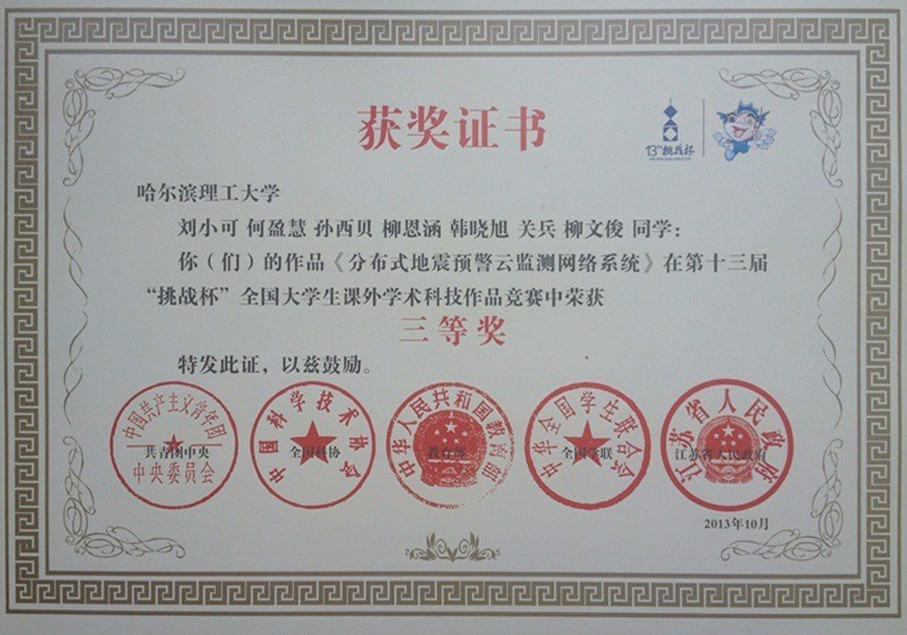 获奖证书
13TH 挑战杯
哈尔滨理工大学
刘小可 何盈慧 孙西贝 柳恩涵 韩晓旭 关兵 柳文俊 同学：
你（们）的作品《分布式地震预警云监测网络系统》在第十三届
“挑战杯”全国大学生课外学术科技作品竞赛中荣获
三等奖
特发此证，以兹鼓励。
中国共产主义青年团
共青团中央
中央委员会
中国科学技术协会
全国科协
中华人民共和国教育部
教育部
中华全国学生联合会
全国学联
江苏省人民政府
江苏省人民政府
2013年10月